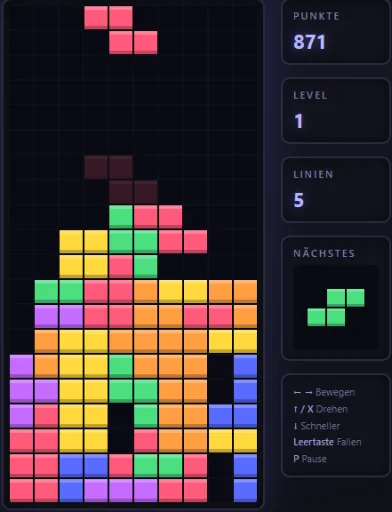 PUNKTE
871
LEVEL
1
LINIEN
5
NÄCHSTES
← → Bewegen
↑ / X Drehen
↓ Schneller
Leertaste Fallen
P Pause